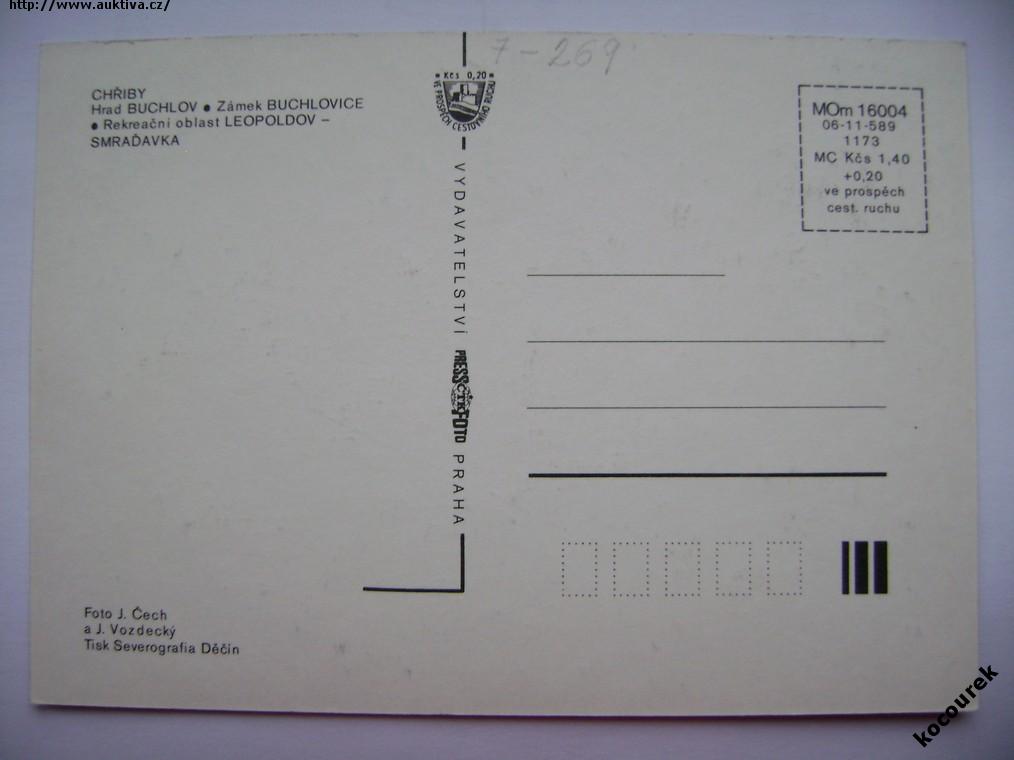 http://www.auktiva.cz/
7-269
CHŘIBY
Hrad BUCHLOV ● Zámek BUCHLOVICE
● Rekreační oblast LEOPOLDOV –
SMRAĎAVKA
Kčs 0,20
VE PROSPĚCH CESTOVNÍHO RUCHU
MOm 16004
06-11-589
1173
MC Kčs 1,40
+0,20
ve prospěch
cest. ruchu
VYDAVATELSTVÍ PRESSFOTO PRAHA
ČTK
Foto J. Čech
a J. Vozdecký
Tisk Severografia Děčín
kocourek